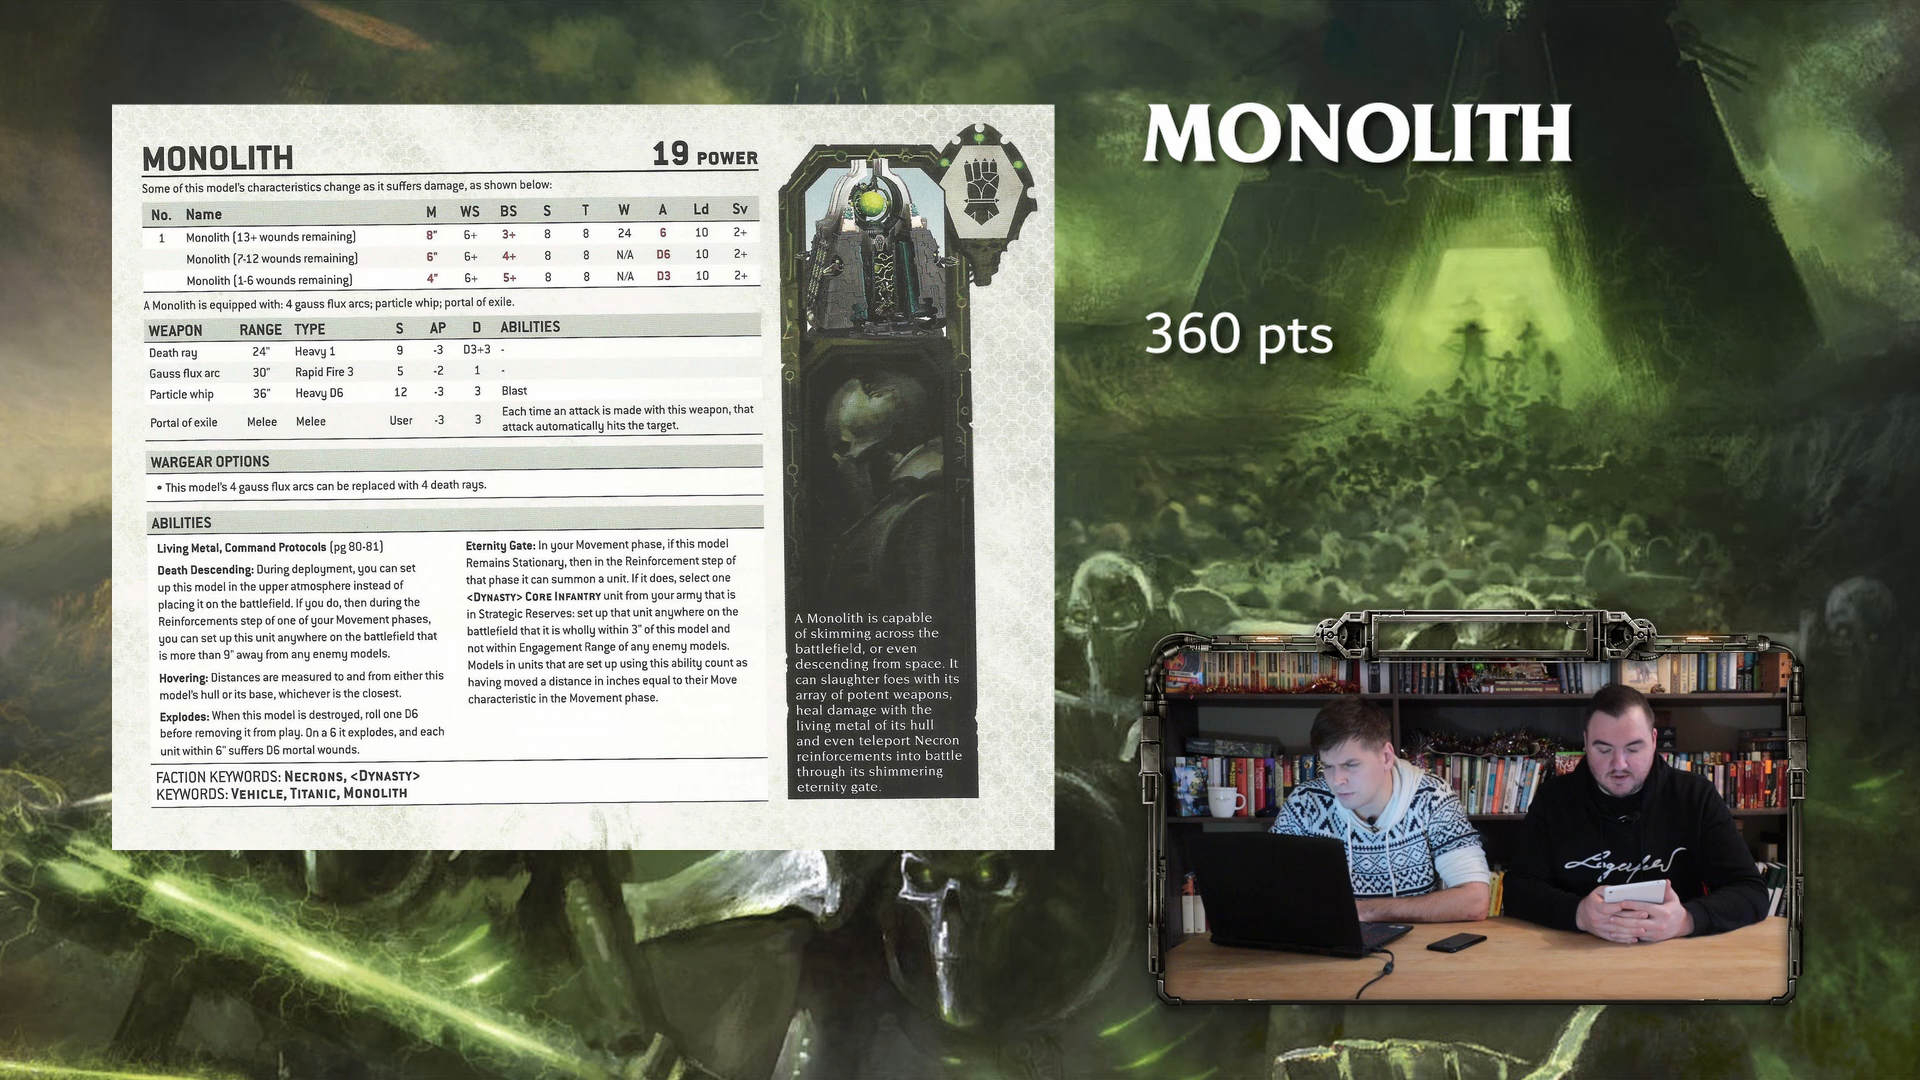 MONOLITH
19 POWER
Some of this model's characteristics change as it suffers damage, as shown below:
No. Name M WS BS S T W A Ld Sv
1 Monolith (13+ wounds remaining) 8" 6+ 3+ 8 8 24 6 10 2+
Monolith (7-12 wounds remaining) 6" 6+ 4+ 8 8 N/A D6 10 2+
Monolith (1-6 wounds remaining) 4" 6+ 5+ 8 8 N/A D3 10 2+
A Monolith is equipped with: 4 gauss flux arcs; particle whip; portal of exile.
WEAPON RANGE TYPE S AP D ABILITIES
Death ray 24" Heavy 1 9 -3 D3+3 -
Gauss flux arc 30" Rapid Fire 3 5 -2 1 -
Particle whip 36" Heavy D6 12 -3 3 Blast
Portal of exile Melee Melee User -3 3 Each time an attack is made with this weapon, that
attack automatically hits the target.
WARGEAR OPTIONS
• This model's 4 gauss flux arcs can be replaced with 4 death rays.
ABILITIES
Living Metal, Command Protocols (pg 80-81)
Death Descending: During deployment, you can set
up this model in the upper atmosphere instead of
placing it on the battlefield. If you do, then during the
Reinforcements step of one of your Movement phases,
you can set up this unit anywhere on the battlefield that
is more than 9" away from any enemy models.
Hovering: Distances are measured to and from either this
model's hull or its base, whichever is the closest.
Explodes: When this model is destroyed, roll one D6
before removing it from play. On a 6 it explodes, and each
unit within 6" suffers D6 mortal wounds.
Eternity Gate: In your Movement phase, if this model
Remains Stationary, then in the Reinforcement step of
that phase it can summon a unit. If it does, select one
<DYNASTY> CORE INFANTRY unit from your army that is
in Strategic Reserves: set up that unit anywhere on the
battlefield that it is wholly within 3" of this model and
not within Engagement Range of any enemy models.
Models in units that are set up using this ability count as
having moved a distance in inches equal to their Move
characteristic in the Movement phase.
FACTION KEYWORDS: NECRONS, <DYNASTY>
KEYWORDS: VEHICLE, TITANIC, MONOLITH
A Monolith is capable
of skimming across the
battlefield, or even
descending from space. It
can slaughter foes with its
array of potent weapons,
heal damage with the
living metal of its hull
and even teleport Necron
reinforcements into battle
through its shimmering
eternity gate.
MONOLITH
360 pts